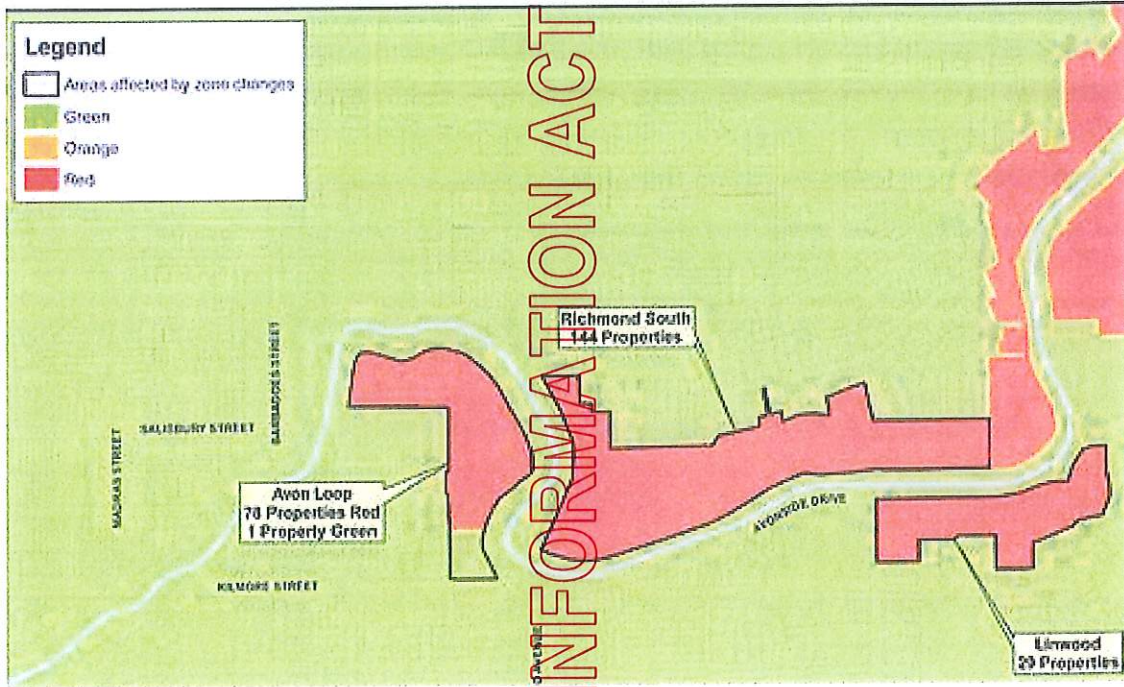 Legend
Areas affected by zone changes
Green
Orange
Red
INFORMATION ACT
Richmond South
144 Properties
BARBADOES STREET
SALISBURY STREET
MADRAS STREET
Avon Loop
78 Properties Red
1 Property Green
AVONSIDE DRIVE
KILMORE STREET
AVENUE
Linwood
29 Properties